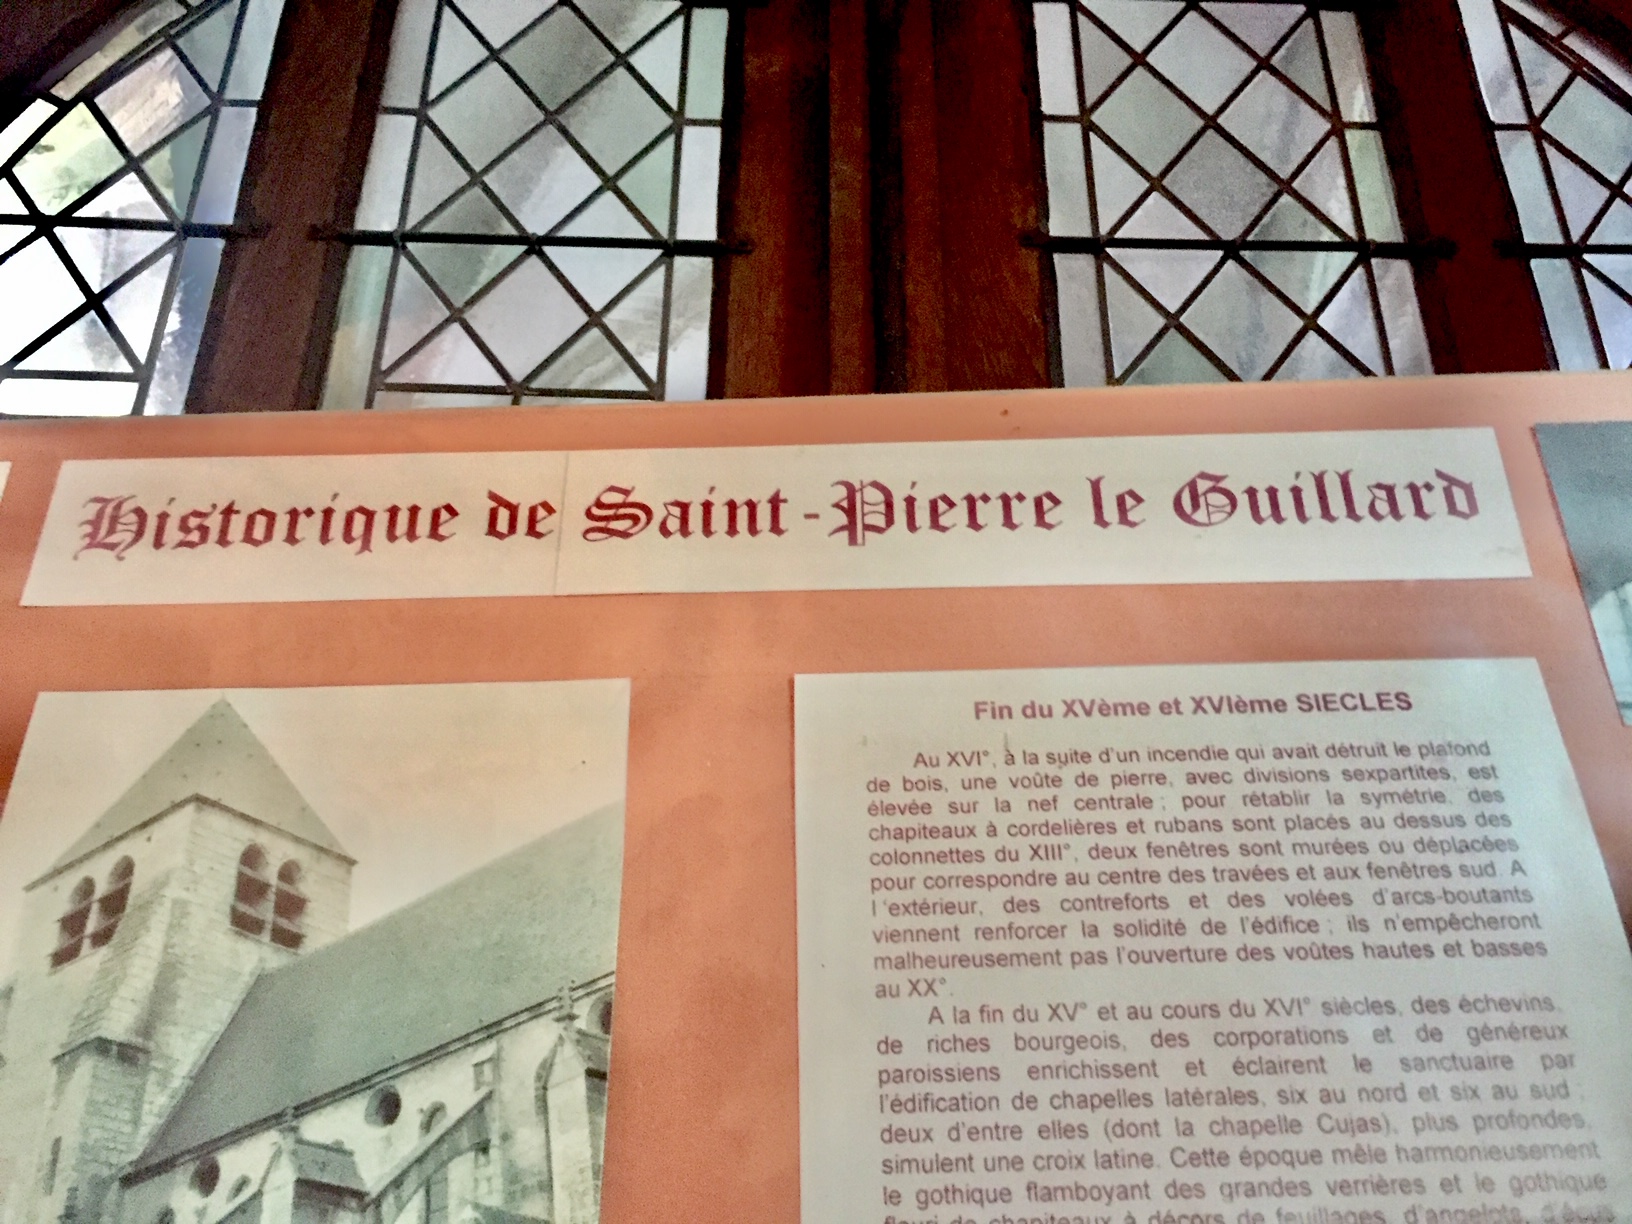 Historique de Saint-Pierre le Guillard
Fin du XVème et XVIème SIECLES
Au XVI°, à la suite d'un incendie qui avait détruit le plafond
de bois, une voûte de pierre, avec divisions sexpartites, est
élevée sur la nef centrale ; pour rétablir la symétrie, des
chapiteaux à cordelières et rubans sont placés au dessus des
colonnettes du XIII°, deux fenêtres sont murées ou déplacées
pour correspondre au centre des travées et aux fenêtres sud. A
l 'extérieur, des contreforts et des volées d'arcs-boutants
viennent renforcer la solidité de l'édifice ; ils n'empêcheront
malheureusement pas l'ouverture des voûtes hautes et basses
au XX°.
A la fin du XV° et au cours du XVI° siècles, des échevins,
de riches bourgeois, des corporations et de généreux
paroissiens enrichissent et éclairent le sanctuaire par
l'édification de chapelles latérales, six au nord et six au sud ;
deux d'entre elles (dont la chapelle Cujas), plus profondes,
simulent une croix latine. Cette époque mêle harmonieusement
le gothique flamboyant des grandes verrières et le gothique
fleuri de chapiteaux à décors de feuillages, d'angelots,